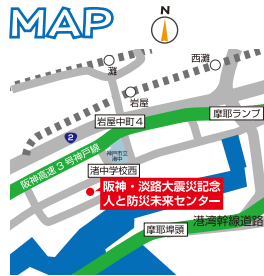 MAP
N
西灘
灘
岩屋
摩耶ランプ
岩屋中町4
2
神戸市立
渚中
阪神高速3号神戸線
渚中学校西
阪神・淡路大震災記念
人と防災未来センター
港湾幹線道路
摩耶埠頭